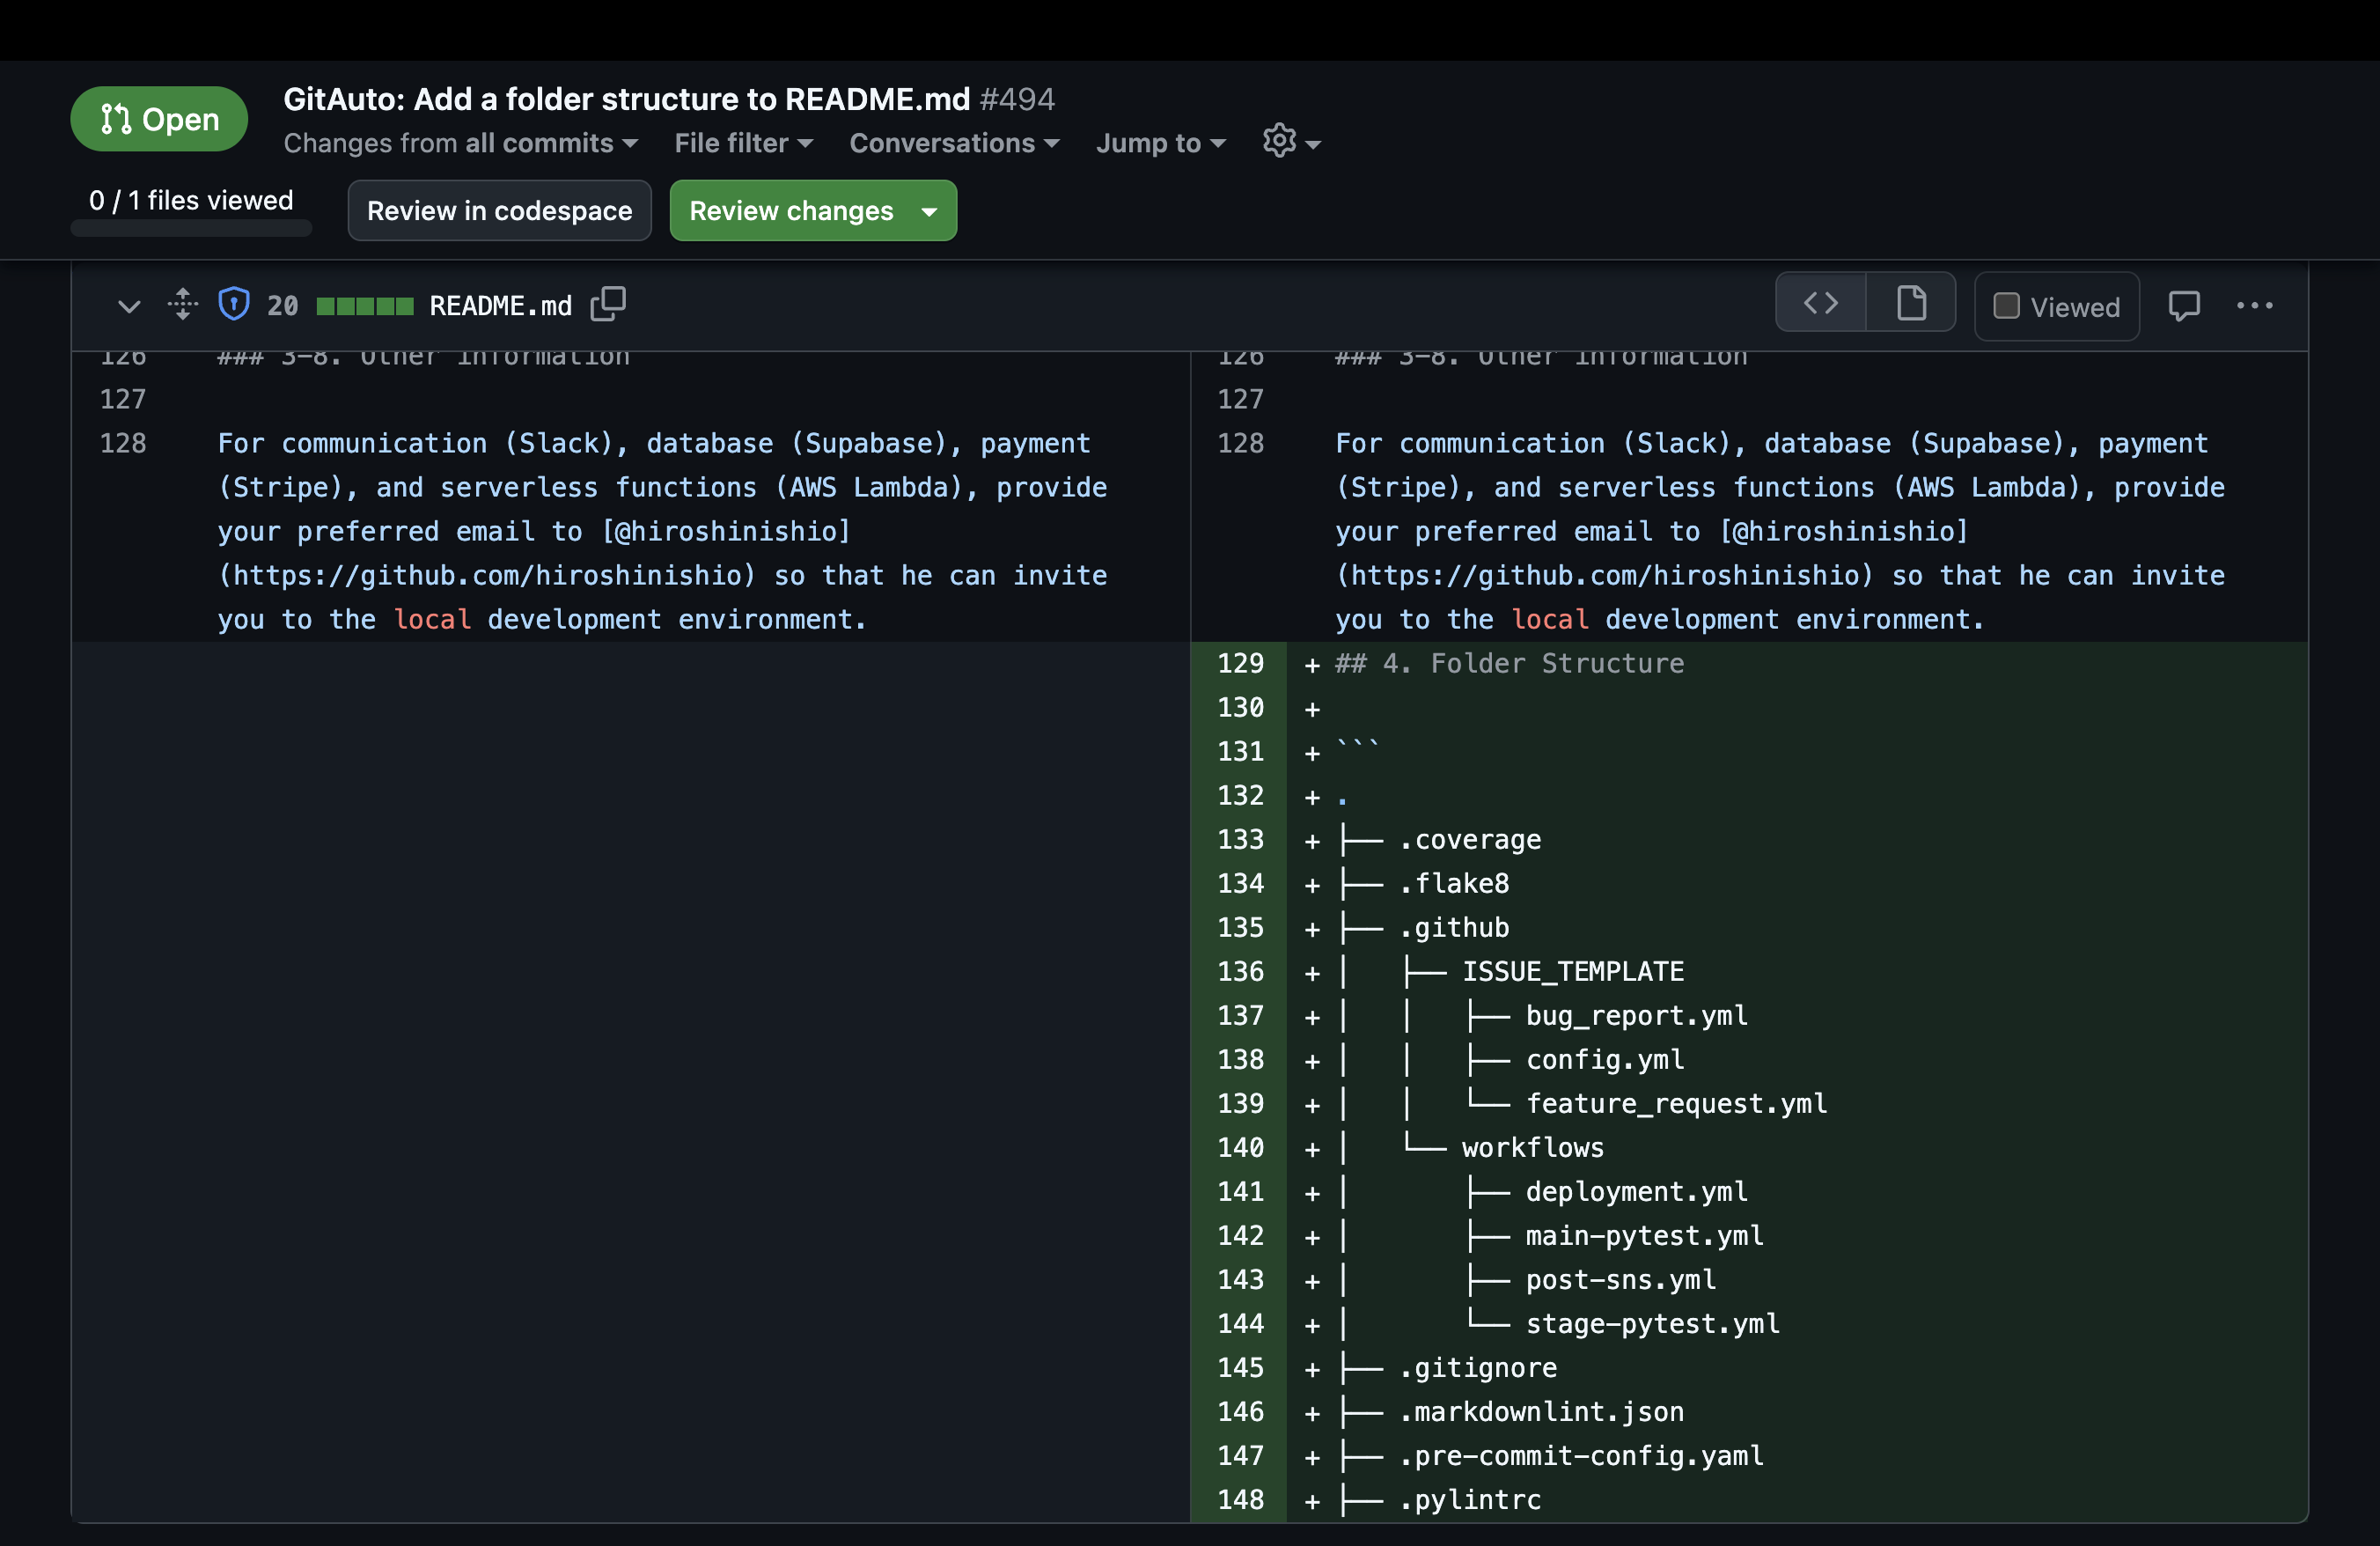 Open
GitAuto: Add a folder structure to README.md #494
Changes from all commits File filter Conversations Jump to
0 / 1 files viewed
Review in codespace
Review changes
20 README.md
Viewed
126 ### 3-8. Other information
127
128 For communication (Slack), database (Supabase), payment
(Stripe), and serverless functions (AWS Lambda), provide
your preferred email to [@hiroshinishio]
(https://github.com/hiroshinishio) so that he can invite
you to the local development environment.
126 ### 3-8. Other information
127
128 For communication (Slack), database (Supabase), payment
(Stripe), and serverless functions (AWS Lambda), provide
your preferred email to [@hiroshinishio]
(https://github.com/hiroshinishio) so that he can invite
you to the local development environment.
129 + ## 4. Folder Structure
130 +
131 + ```
132 + .
133 + ├── .coverage
134 + ├── .flake8
135 + ├── .github
136 + │   ├── ISSUE_TEMPLATE
137 + │   │   ├── bug_report.yml
138 + │   │   ├── config.yml
139 + │   │   └── feature_request.yml
140 + │   └── workflows
141 + │       ├── deployment.yml
142 + │       ├── main-pytest.yml
143 + │       ├── post-sns.yml
144 + │       └── stage-pytest.yml
145 + ├── .gitignore
146 + ├── .markdownlint.json
147 + ├── .pre-commit-config.yaml
148 + ├── .pylintrc